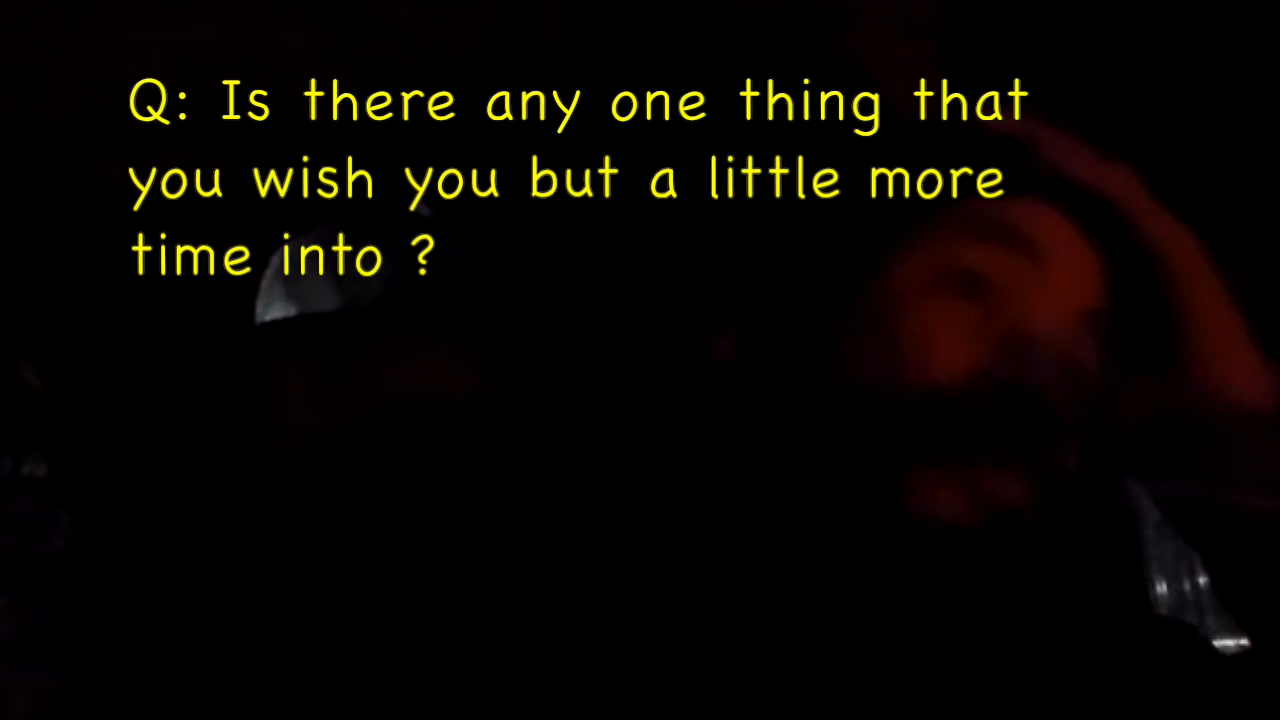 Q: Is there any one thing that
you wish you but a little more
time into ?